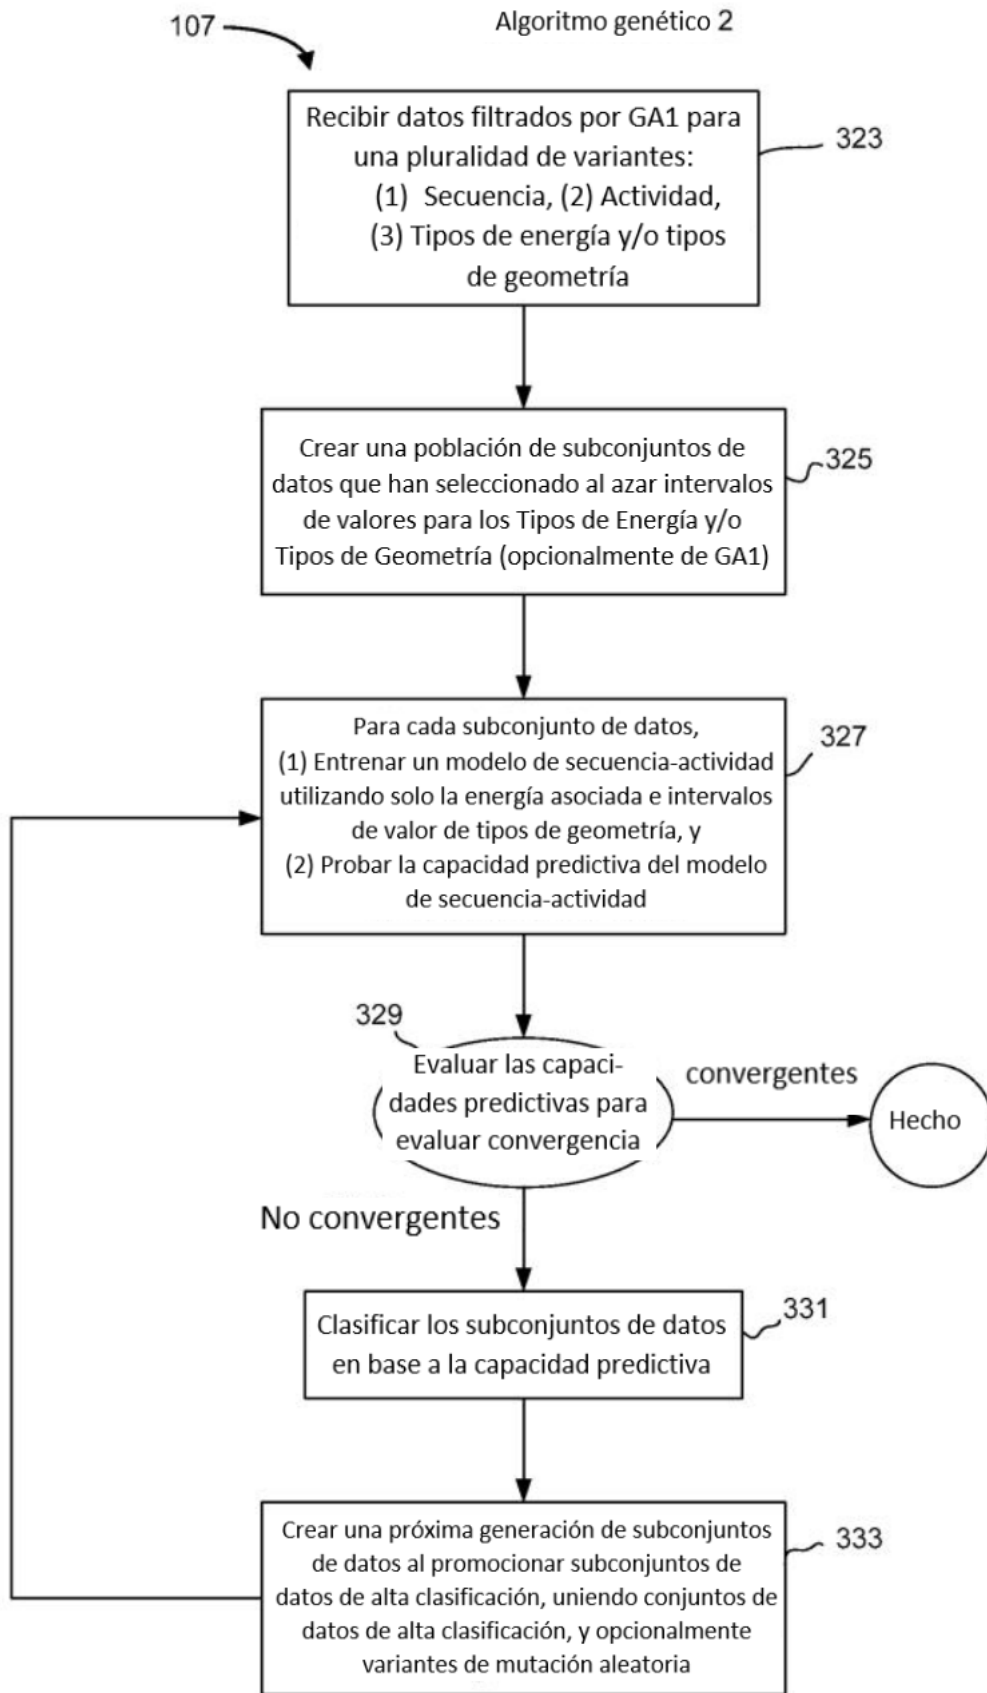 Algoritmo genético 2
107
Recibir datos filtrados por GA1 para
una pluralidad de variantes:
(1) Secuencia, (2) Actividad,
(3) Tipos de energía y/o tipos
de geometría
323
Crear una población de subconjuntos de
datos que han seleccionado al azar intervalos
de valores para los Tipos de Energía y/o
Tipos de Geometría (opcionalmente de GA1)
325
Para cada subconjunto de datos,
(1) Entrenar un modelo de secuencia-actividad
utilizando solo la energía asociada e intervalos
de valor de tipos de geometría, y
(2) Probar la capacidad predictiva del modelo
de secuencia-actividad
327
329
Evaluar las capaci-
dades predictivas para
evaluar convergencia
convergentes
Hecho
No convergentes
Clasificar los subconjuntos de datos
en base a la capacidad predictiva
331
Crear una próxima generación de subconjuntos
de datos al promocionar subconjuntos de
datos de alta clasificación, uniendo conjuntos de
datos de alta clasificación, y opcionalmente
variantes de mutación aleatoria
333